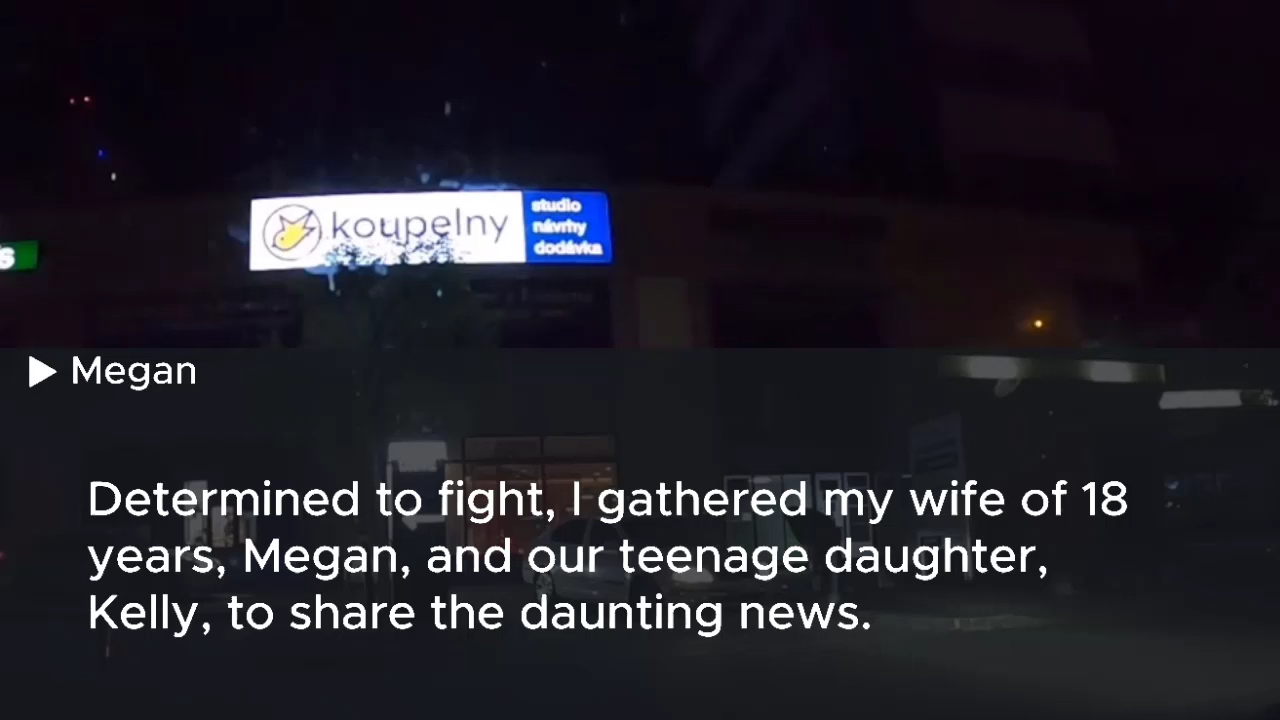 koupelny
studio
návrhy
dodávka
s
Megan
Determined to fight, I gathered my wife of 18
years, Megan, and our teenage daughter,
Kelly, to share the daunting news.